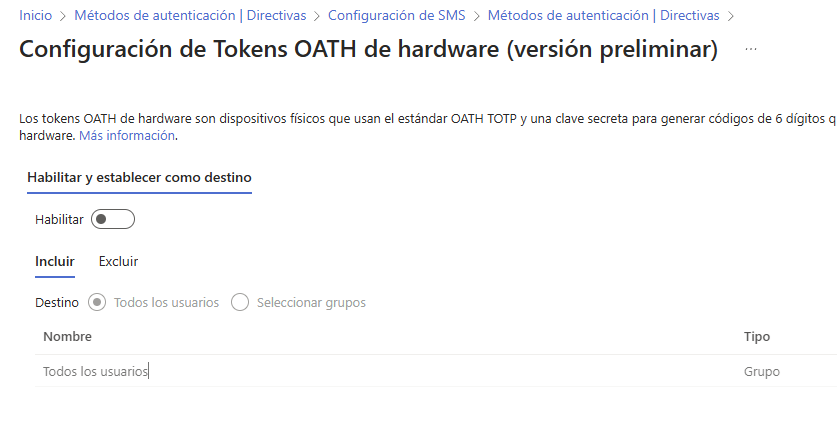 Inicio > Métodos de autenticación | Directivas > Configuración de SMS > Métodos de autenticación | Directivas >
Configuración de Tokens OATH de hardware (versión preliminar) ...
Los tokens OATH de hardware son dispositivos físicos que usan el estándar OATH TOTP y una clave secreta para generar códigos de 6 dígitos q
hardware. Más información.
Habilitar y establecer como destino
Habilitar
Incluir Excluir
Destino Todos los usuarios Seleccionar grupos
Nombre Tipo
Todos los usuarios Grupo